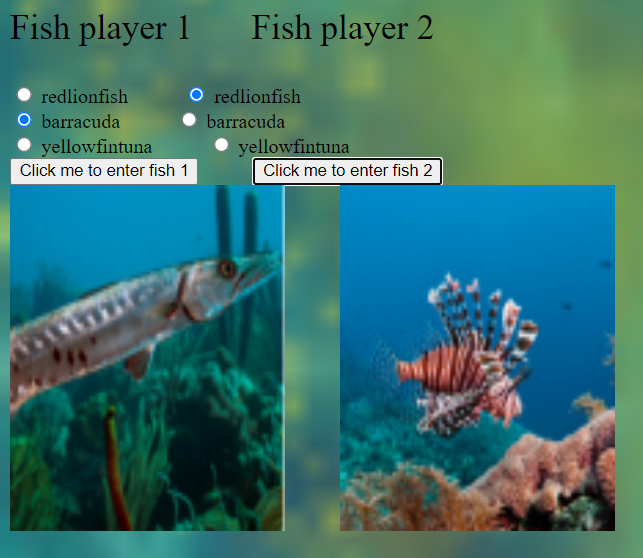 Fish player 1 Fish player 2
redlionfish redlionfish
barracuda barracuda
yellowfintuna yellowfintuna
Click me to enter fish 1 Click me to enter fish 2